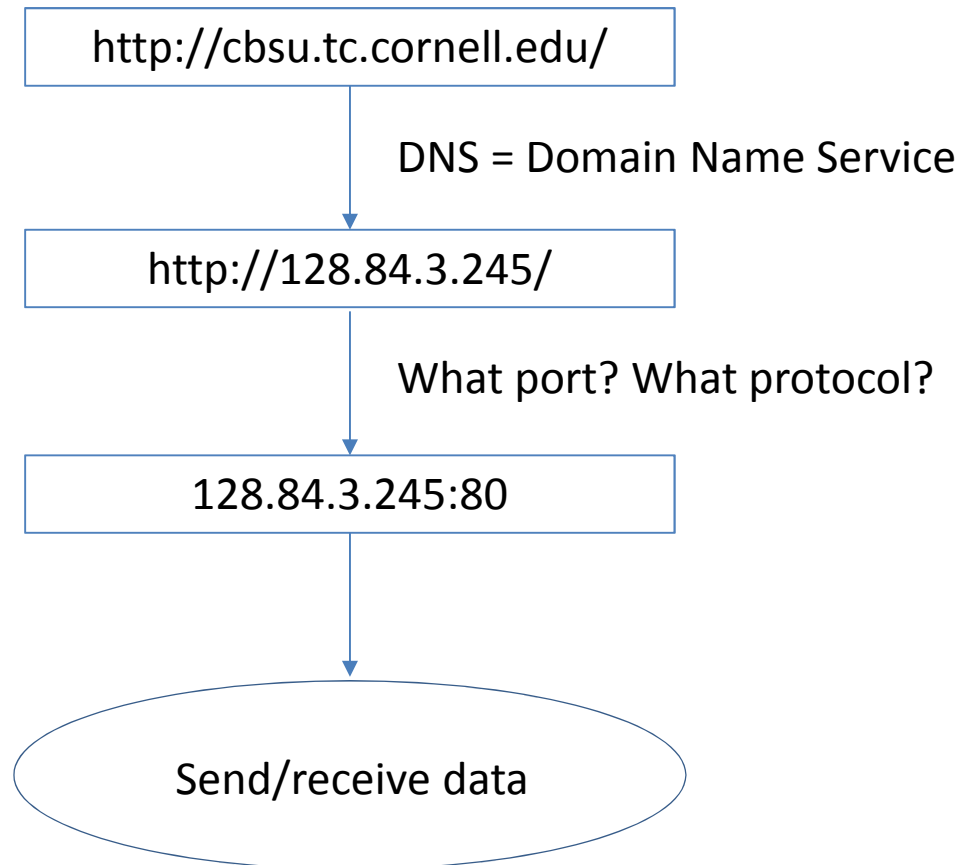 http://cbsu.tc.cornell.edu/
DNS = Domain Name Service
http://128.84.3.245/
What port? What protocol?
128.84.3.245:80
Send/receive data